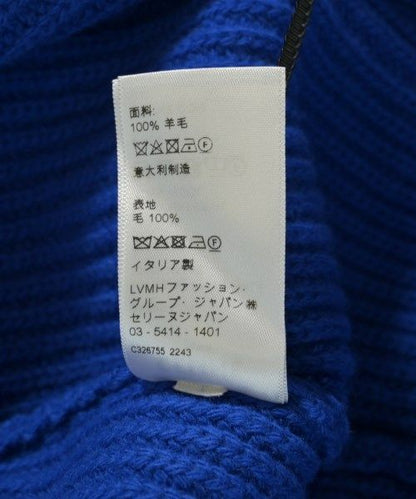 面料:
100% 羊毛
意大利制造
表地
毛 100%
イタリア製
LVMHファッション・
グループ・ジャパン㈱
セリーヌジャパン
03 - 5414 - 1401
C326755 2243